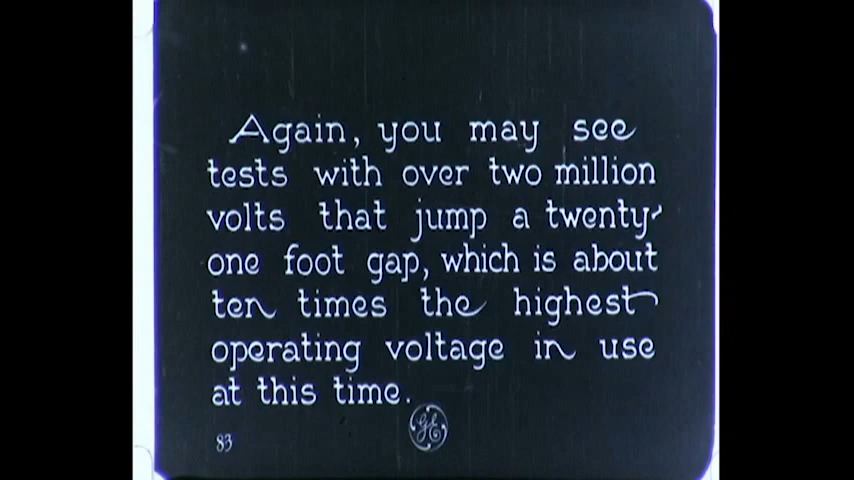 Again, you may see
tests with over two million
volts that jump a twenty-
one foot gap, which is about
ten times the highest
operating voltage in use
at this time.
83
GE